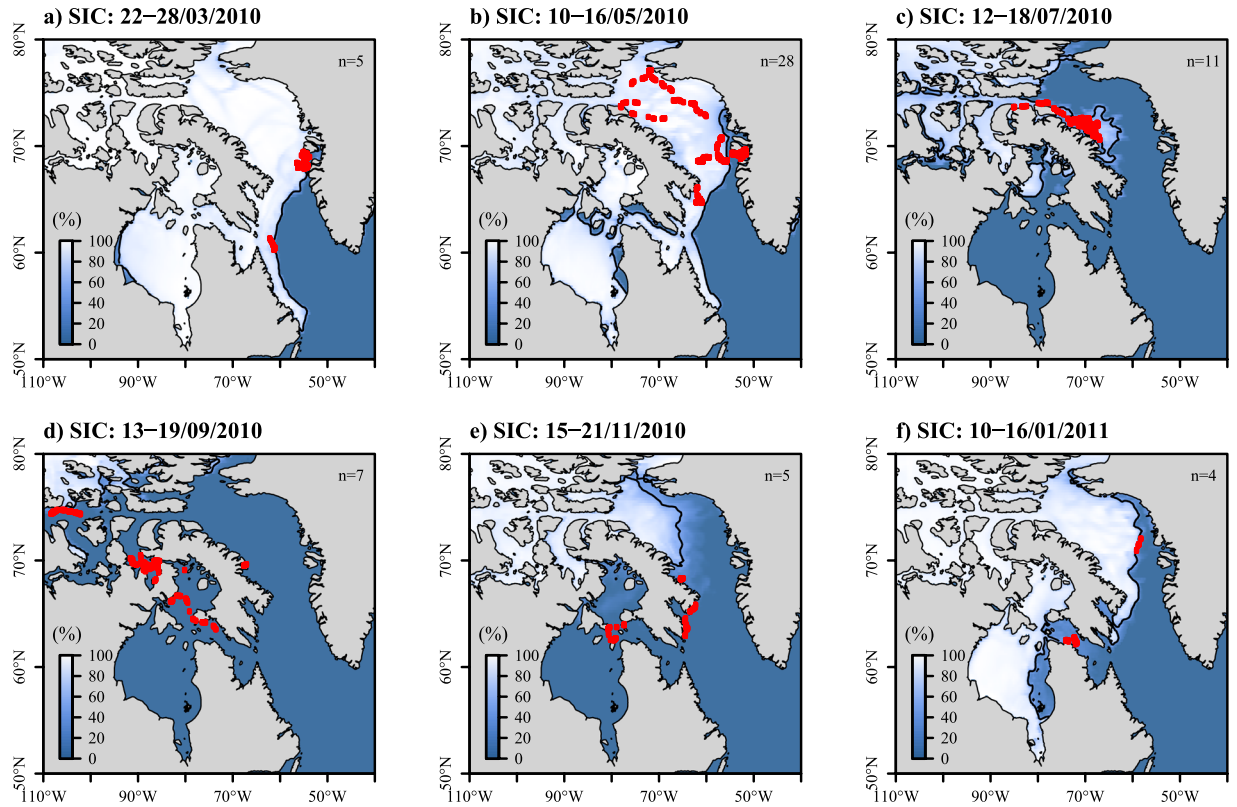 a) SIC: 22−28/03/2010
n=5
80°N
70°N
60°N
50°N
(%)
100
80
60
40
20
0
110°W
90°W
70°W
50°W
b) SIC: 10−16/05/2010
n=28
80°N
70°N
60°N
50°N
(%)
100
80
60
40
20
0
110°W
90°W
70°W
50°W
c) SIC: 12−18/07/2010
n=11
80°N
70°N
60°N
50°N
(%)
100
80
60
40
20
0
110°W
90°W
70°W
50°W
d) SIC: 13−19/09/2010
n=7
80°N
70°N
60°N
50°N
(%)
100
80
60
40
20
0
110°W
90°W
70°W
50°W
e) SIC: 15−21/11/2010
n=5
80°N
70°N
60°N
50°N
(%)
100
80
60
40
20
0
110°W
90°W
70°W
50°W
f) SIC: 10−16/01/2011
n=4
80°N
70°N
60°N
50°N
(%)
100
80
60
40
20
0
110°W
90°W
70°W
50°W